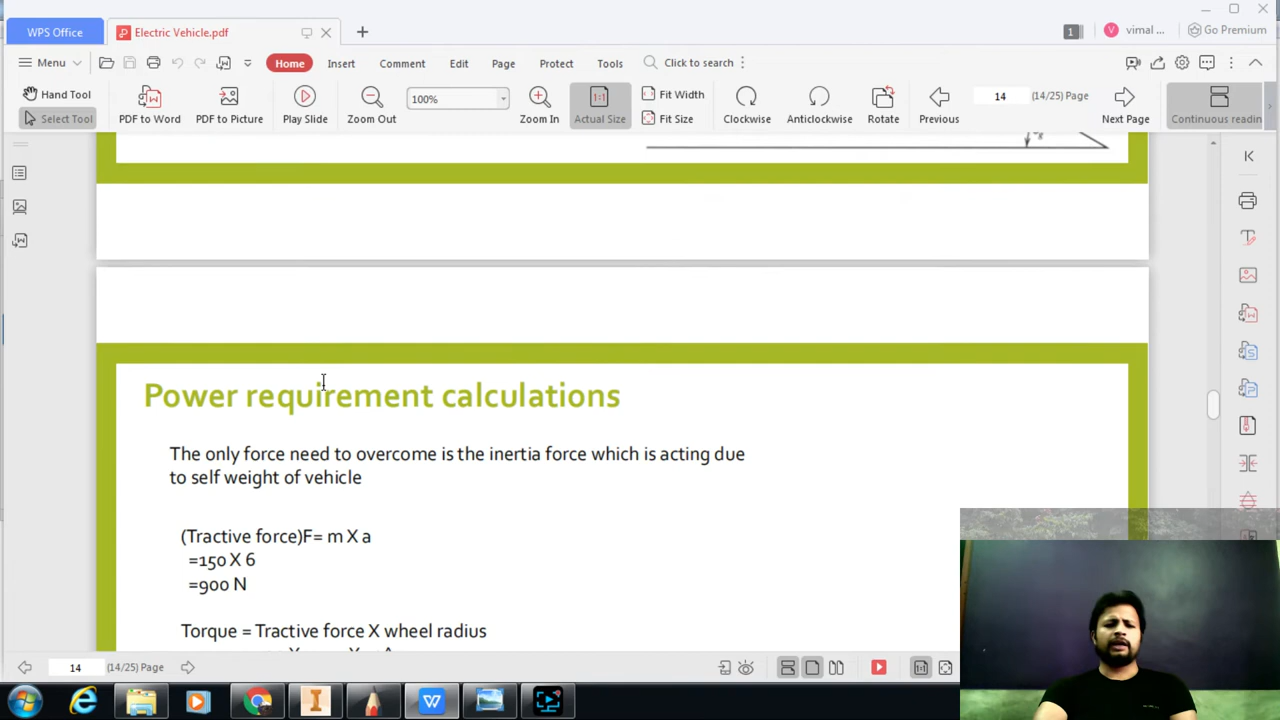 WPS Office
Electric Vehicle.pdf
1
V
vimal ...
Go Premium
Menu
Home
Insert
Comment
Edit
Page
Protect
Tools
Click to search
Hand Tool
Select Tool
PDF to Word
PDF to Picture
Play Slide
Zoom Out
100%
Zoom In
1:1
Actual Size
Fit Width
Fit Size
Clockwise
Anticlockwise
Rotate
Previous
14
(14/25) Page
Next Page
Continuous readin
Power requirement calculations
The only force need to overcome is the inertia force which is acting due
to self weight of vehicle
(Tractive force)F= m X a
=150 X 6
=900 N
Torque = Tractive force X wheel radius
14
(14/25) Page